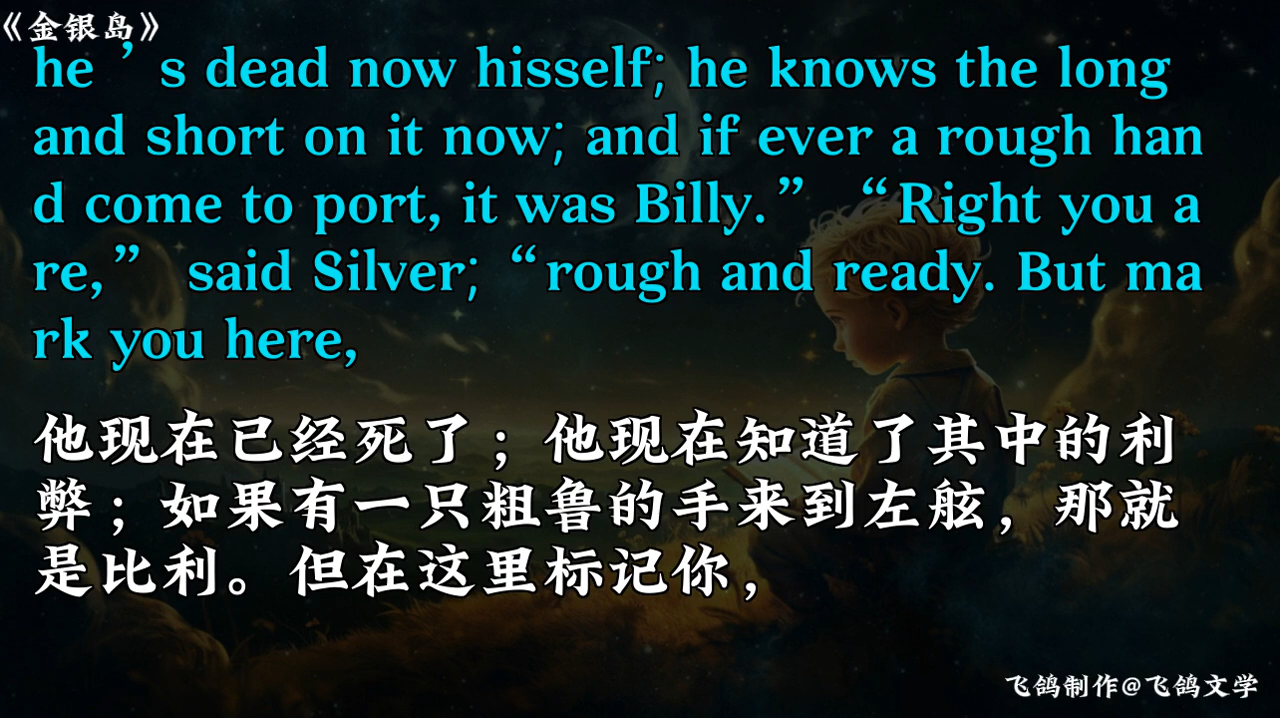 《金银岛》
he’s dead now hisself; he knows the long
and short on it now; and if ever a rough han
d come to port, it was Billy.” “Right you a
re,” said Silver; “rough and ready. But ma
rk you here,
他现在已经死了；他现在知道了其中的利
弊；如果有一只粗鲁的手来到左舷，那就
是比利。但在这里标记你，
飞鸽制作@飞鸽文学